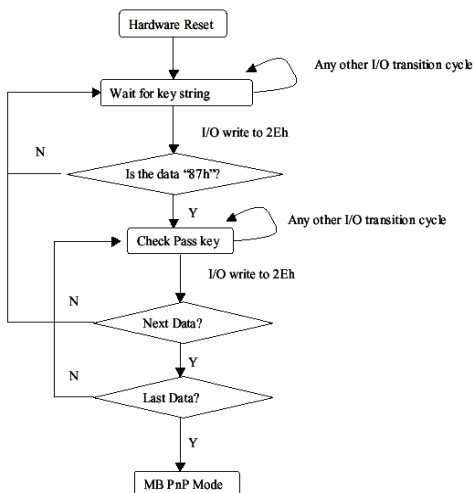 Hardware Reset
Any other I/O transition cycle
Wait for key string
I/O write to 2Eh
N
Is the data “87h”?
Y
Any other I/O transition cycle
Check Pass key
I/O write to 2Eh
N
Next Data?
Y
N
Last Data?
Y
MB PnP Mode